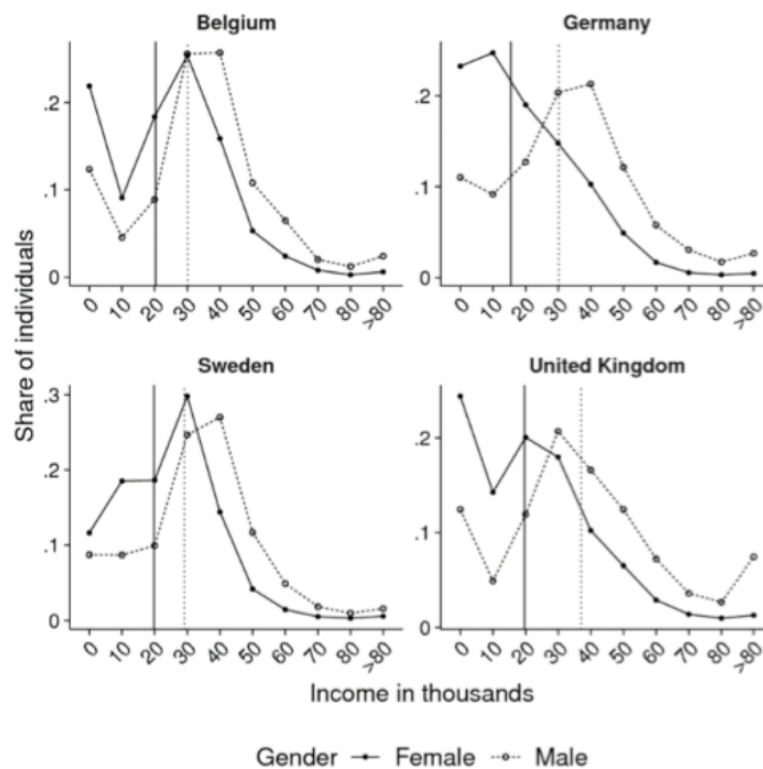 Belgium
Germany
.2
.1
0
.2
.1
0
0 10 20 30 40 50 60 70 80 >80
0 10 20 30 40 50 60 70 80 >80
Share of individuals
Sweden
United Kingdom
.3
.2
.1
0
.2
.1
0
0 10 20 30 40 50 60 70 80 >80
0 10 20 30 40 50 60 70 80 >80
Income in thousands
Gender Female Male